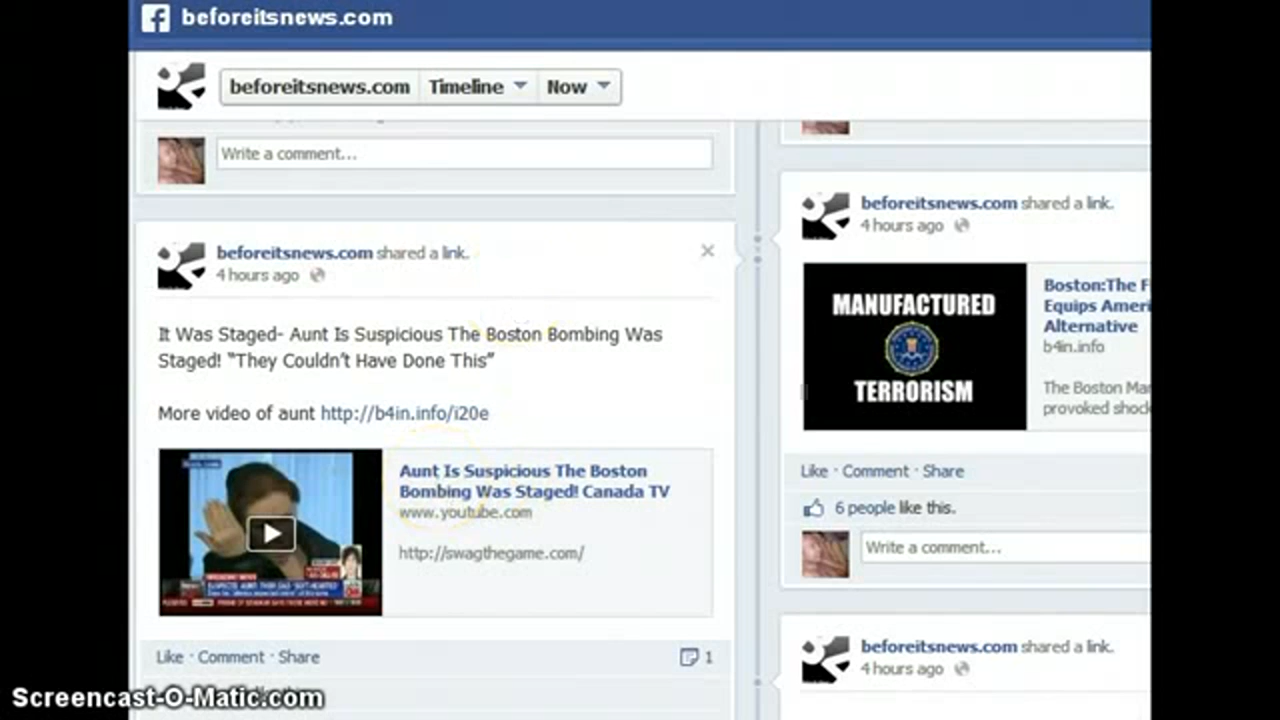 beforeitsnews.com
beforeitsnews.com Timeline Now
Write a comment...
beforeitsnews.com shared a link.
4 hours ago
It Was Staged- Aunt Is Suspicious The Boston Bombing Was
Staged! "They Couldn't Have Done This"
More video of aunt http://b4in.info/i20e
Aunt Is Suspicious The Boston
Bombing Was Staged! Canada TV
www.youtube.com
http://swagthegame.com/
Like · Comment · Share
1
beforeitsnews.com shared a link.
4 hours ago
MANUFACTURED
TERRORISM
Boston:The F
Equips Ameri
Alternative
b4in.info
The Boston Mar
provoked shock
Like · Comment · Share
6 people like this.
Write a comment...
beforeitsnews.com shared a link.
4 hours ago
Screencast-O-Matic.com